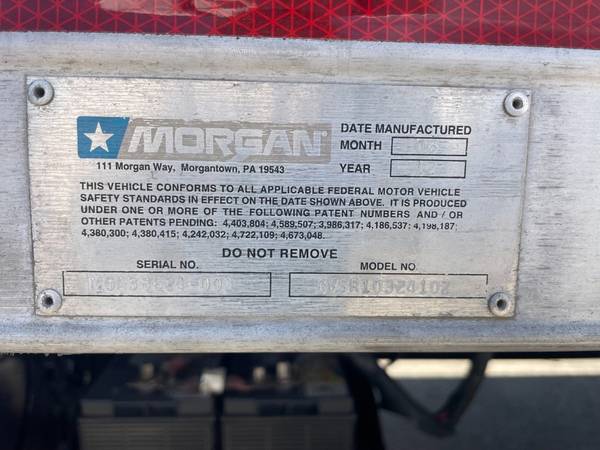 MORGAN
111 Morgan Way, Morgantown, PA 19543
DATE MANUFACTURED
MONTH
YEAR
THIS VEHICLE CONFORMS TO ALL APPLICABLE FEDERAL MOTOR VEHICLE
SAFETY STANDARDS IN EFFECT ON THE DATE SHOWN ABOVE. IT IS PRODUCED
UNDER ONE OR MORE OF THE FOLLOWING PATENT NUMBERS AND / OR
OTHER PATENTS PENDING: 4,403,804; 4,589,507; 3,986,317; 4,186,537; 4,198,187;
4,380,300; 4,380,415; 4,242,032; 4,722,109; 4,673,048.
DO NOT REMOVE
SERIAL NO.
MODEL NO.